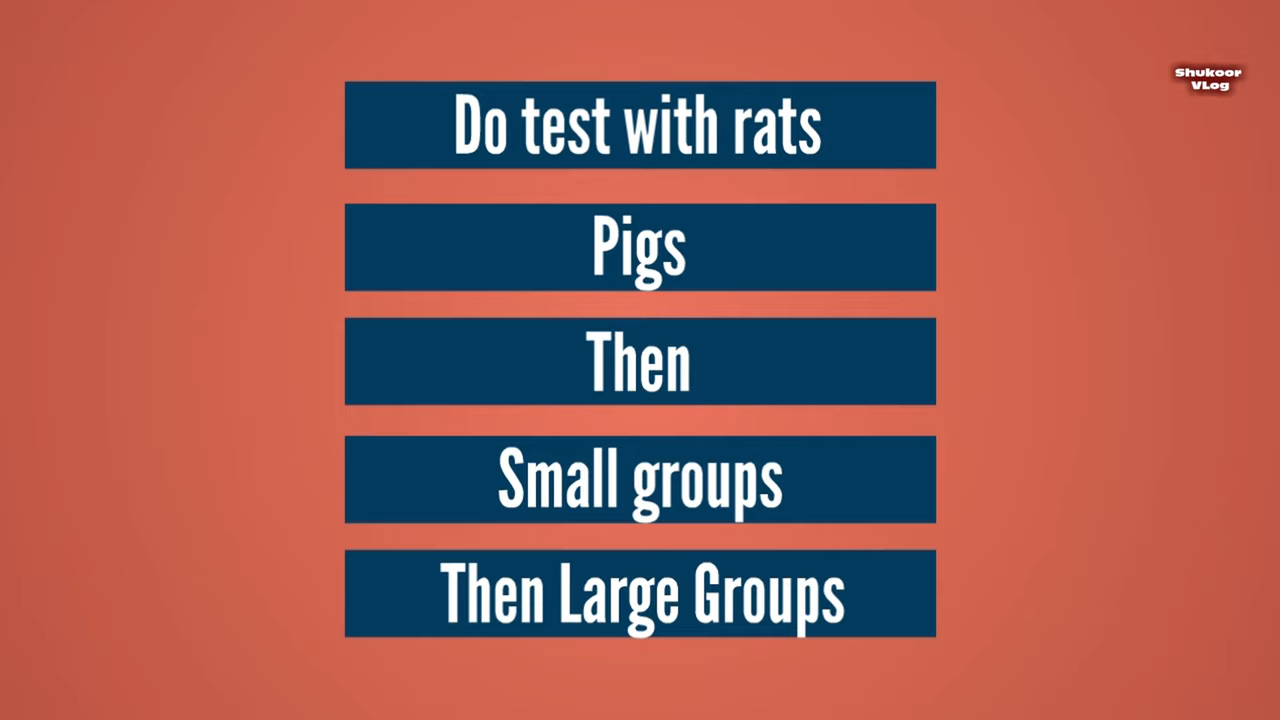 Shukoor
VLog
Do test with rats
Pigs
Then
Small groups
Then Large Groups